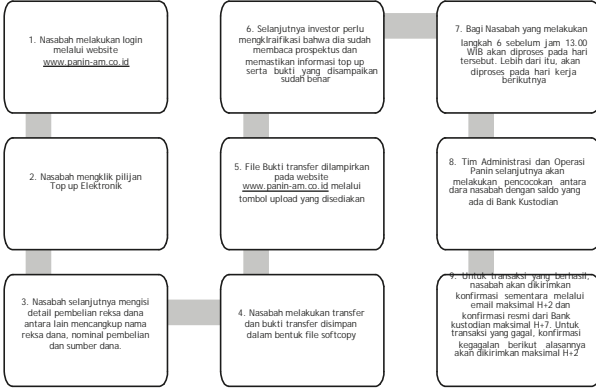 1. Nasabah melakukan login
melalui website
www.panin-am.co.id
2. Nasabah mengklik pilijan
Top up Elektronik
3. Nasabah selanjutnya mengisi
detail pembelian reksa dana
antara lain mencangkup nama
reksa dana, nominal pembelian
dan sumber dana.
4. Nasabah melakukan transfer
dan bukti transfer disimpan
dalam bentuk file softcopy
5. File Bukti transfer dilampirkan
pada website
www.panin-am.co.id melalui
tombol upload yang disediakan
6. Selanjutnya investor perlu
mengklraifikasi bahwa dia sudah
membaca prospektus dan
memastikan informasi top up
serta bukti yang disampaikan
sudah benar
7. Bagi Nasabah yang melakukan
langkah 6 sebelum jam 13.00
WIB akan diproses pada hari
tersebut. Lebih dari itu, akan
diproses pada hari kerja
berikutnya
8. Tim Administrasi dan Operasi
Panin selanjutnya akan
melakukan pencocokan antara
dara nasabah dengan saldo yang
ada di Bank Kustodian
9. Untuk transaksi yang berhasil,
nasabah akan dikirimkan
konfirmasi sementara melalui
email maksimal H+2 dan
konfirmasi resmi dari Bank
kustodian maksimal H+7. Untuk
transaksi yang gagal, konfirmasi
kegagalan berikut alasannya
akan dikirimkan maksimal H+2